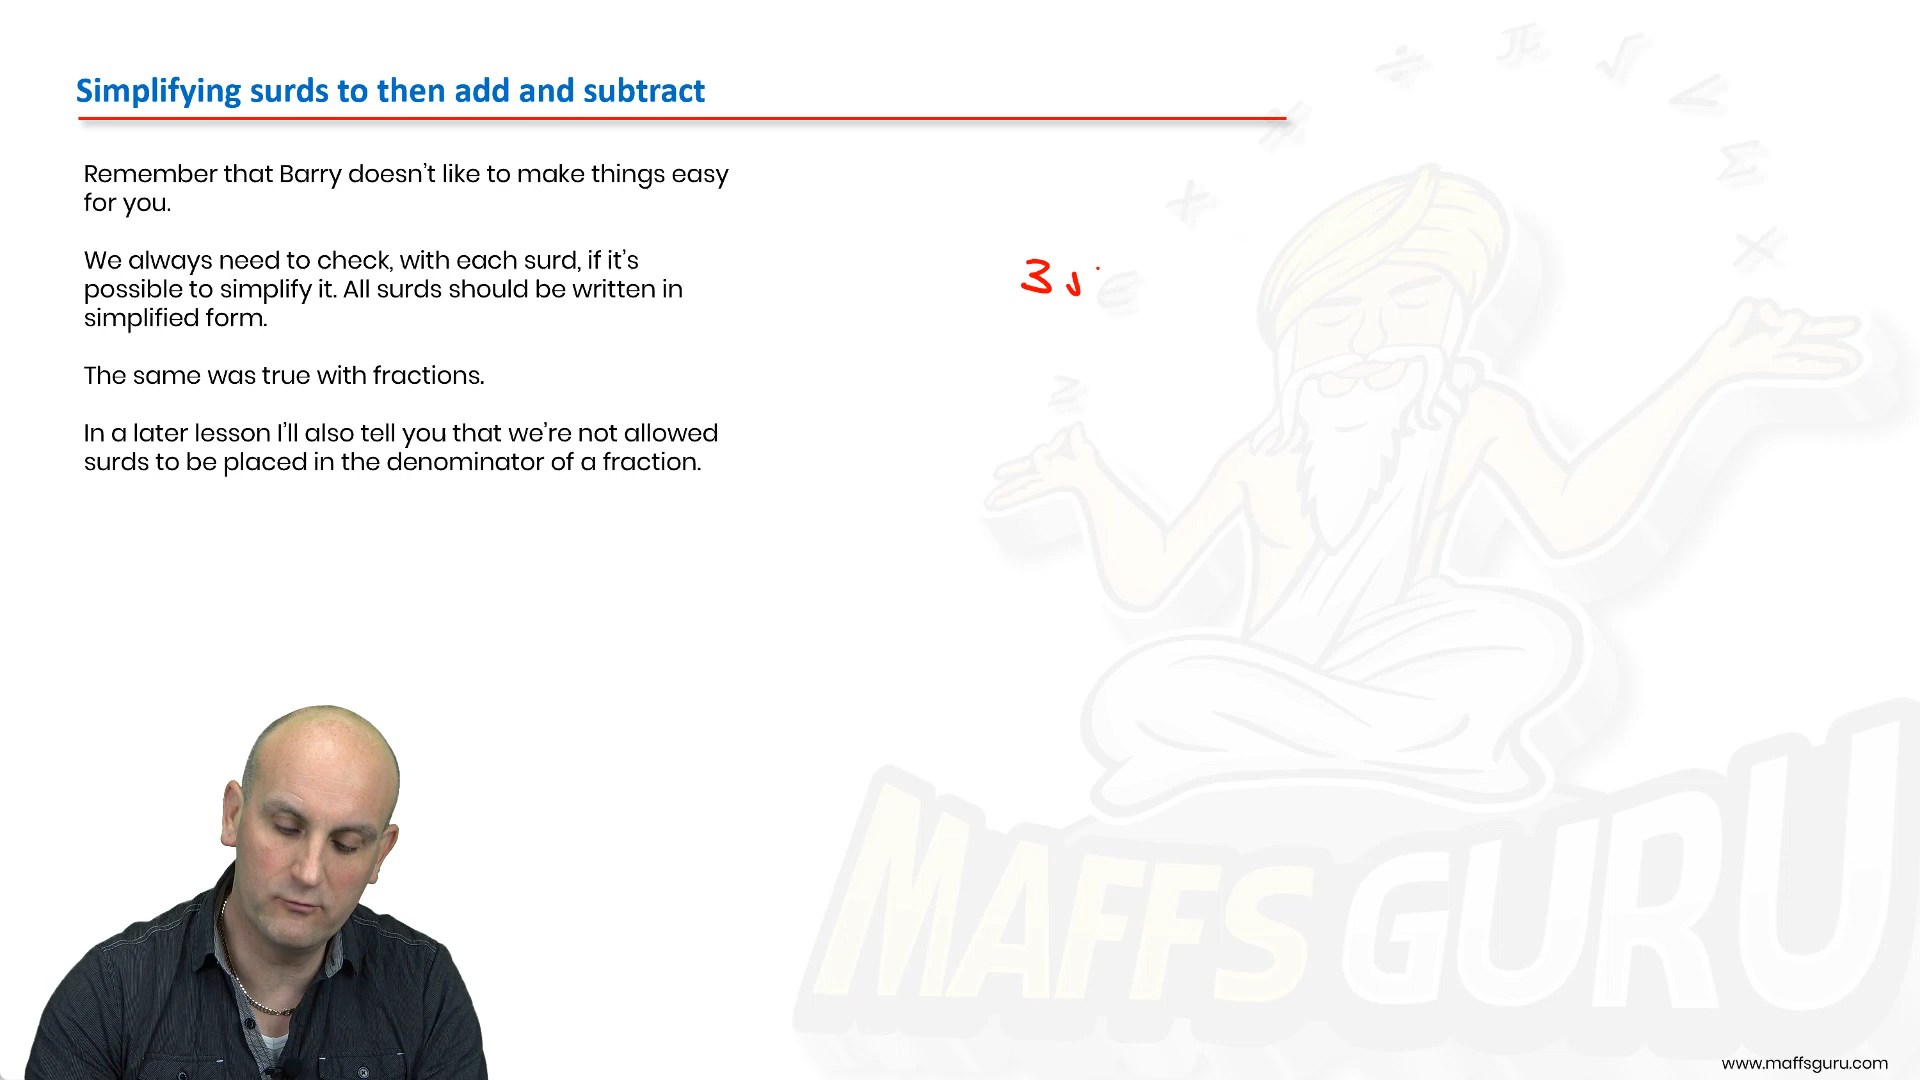 Simplifying surds to then add and subtract
Remember that Barry doesn't like to make things easy
for you.
We always need to check, with each surd, if it's
possible to simplify it. All surds should be written in
simplified form.
The same was true with fractions.
In a later lesson I'll also tell you that we're not allowed
surds to be placed in the denominator of a fraction.
3 √
÷ π √ <
Σ
×
€
MAFFS GURU
www.maffsguru.com